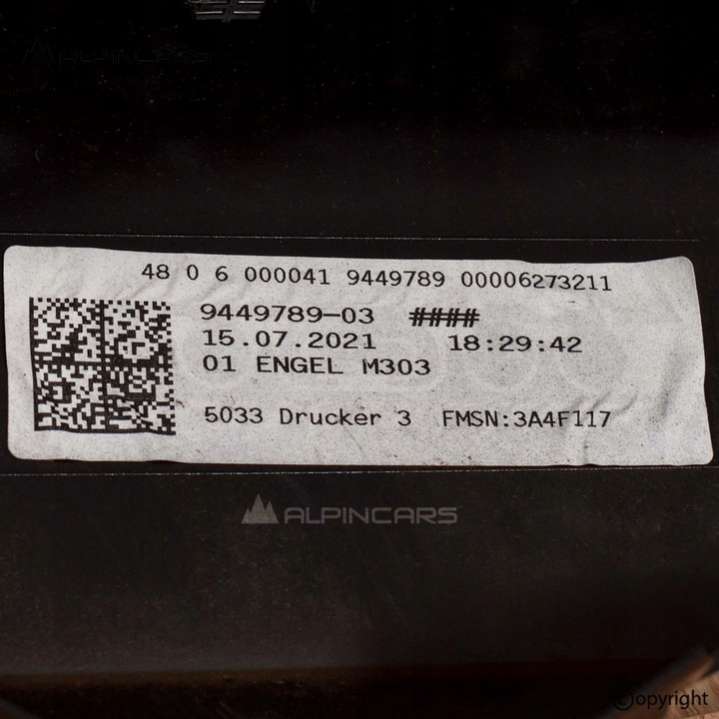 48 0 6 000041 9449789 00006273211
9449789-03 ####
15.07.2021 18:29:42
01 ENGEL M303
5033 Drucker 3 FMSN:3A4F117
ALPINCARS
©opyright